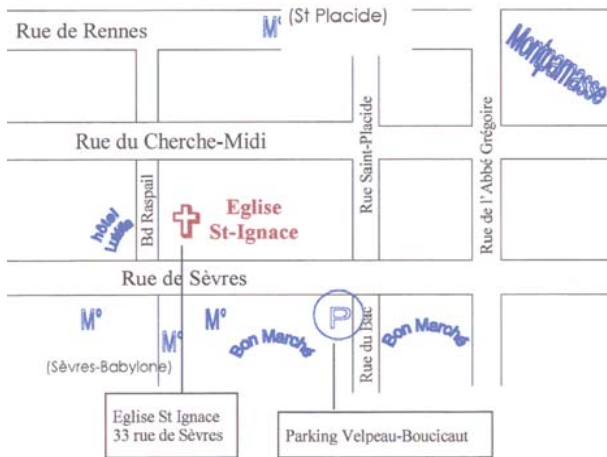 (St Placide)
M°
Rue de Rennes
Montparnasse
Rue du Cherche-Midi
Rue Saint-Placide
Rue de l'Abbé Grégoire
Bd Raspail
hôtel
Lutétia
Eglise
St-Ignace
Rue de Sèvres
M°
M°
M°
(Sèvres-Babylone)
Bon Marché
P
Rue du Bac
Bon Marché
Eglise St Ignace
33 rue de Sèvres
Parking Velpeau-Boucicaut